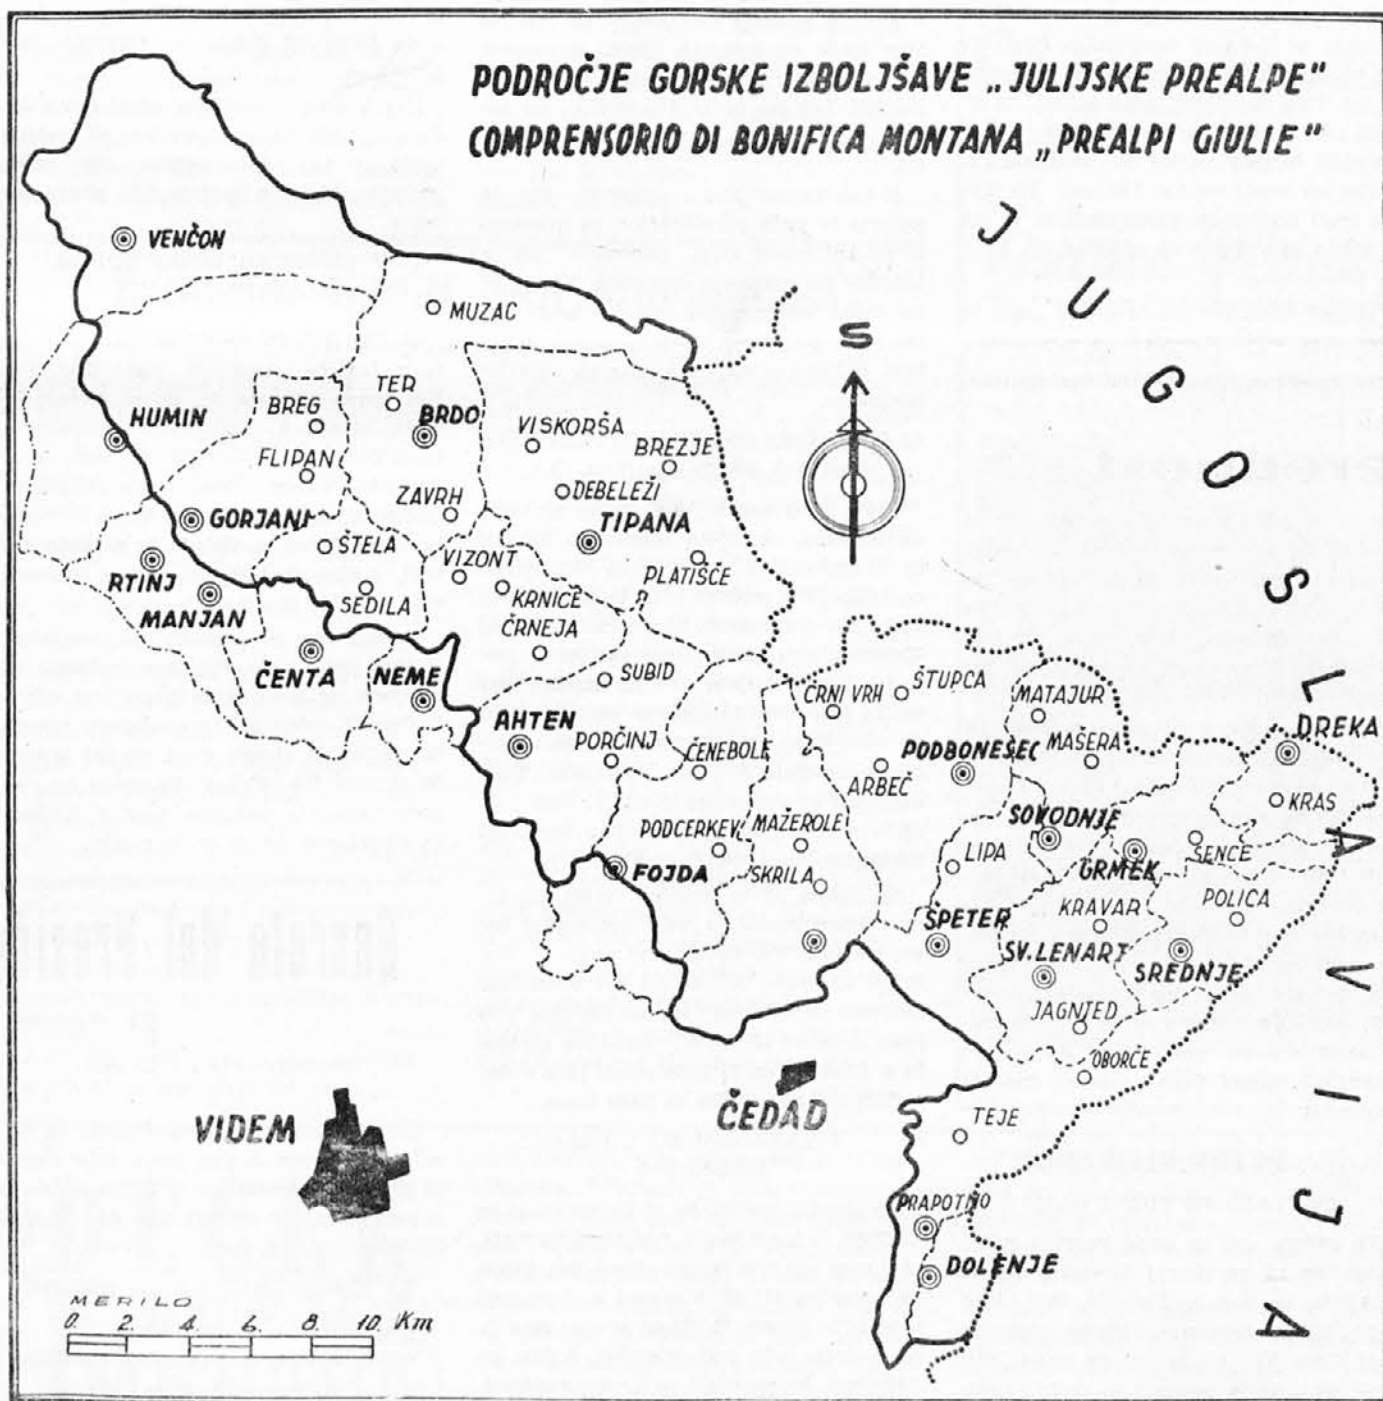 PODROČJE GORSKE IZBOLJŠAVE „JULIJSKE PREALPE"
COMPRENSORIO DI BONIFICA MONTANA „PREALPI GIULIE"
JUGOSLAVIJA
S
VENČON
MUZAC
HUMIN
BREG
TER
BRDO
VISKORŠA
BREZJE
FLIPAN
ZAVRH
DEBELEŽI
GORJANI
TIPANA
ŠTELA
VIZONT
PLATIŠČE
RTINJ
SEDILA
KRNICE
MANJAN
ČRNEJA
ČENTA
NEME
SUBID
ČRNI VRH
ŠTUPCA
MATAJUR
AHTEN
PORČINJ
ČENEBOLE
PODBONEŠEC
MAŠERA
DREKA
ARBEČ
KRAS
PODCERKEV
MAŽEROLE
SOVODNJE
FOJDA
SKRILA
LIPA
GRMEK
SENCE
KRAVAR
POLICA
ŠPETER
SV. LENART
SREDNJE
JAGNJED
OBORČE
VIDEM
ČEDAD
TEJE
PRAPOTNO
DOLENJE
MERILO
0. 2. 4. 6. 8. 10. Km